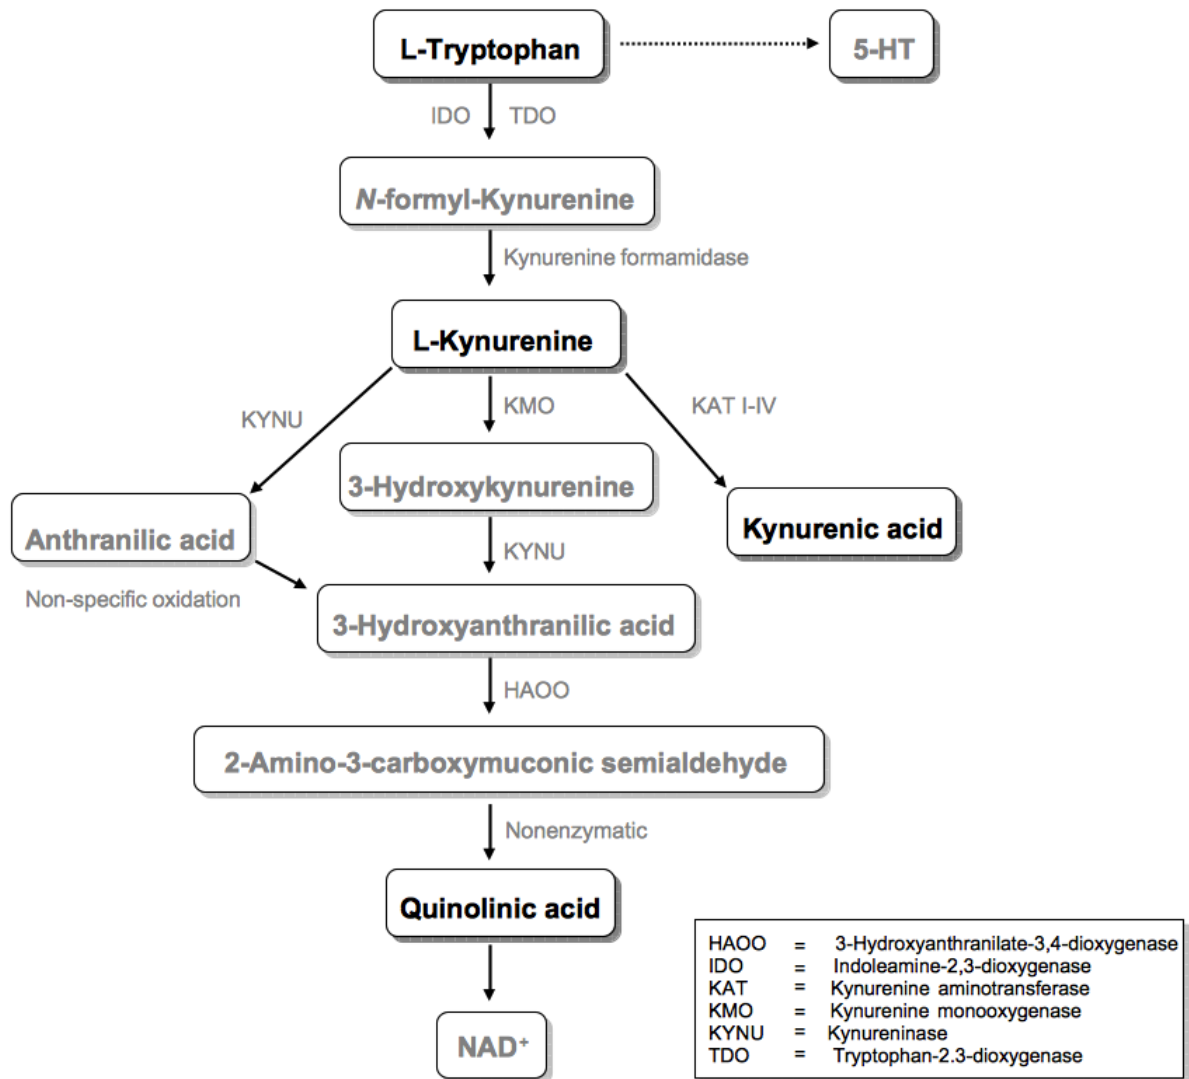 L-Tryptophan
5-HT
IDO TDO
N-formyl-Kynurenine
Kynurenine formamidase
L-Kynurenine
KYNU
KMO
KAT I-IV
3-Hydroxykynurenine
Anthranilic acid
Kynurenic acid
KYNU
Non-specific oxidation
3-Hydroxyanthranilic acid
HAOO
2-Amino-3-carboxymuconic semialdehyde
Nonenzymatic
Quinolinic acid
NAD⁺
HAOO = 3-Hydroxyanthranilate-3,4-dioxygenase
IDO = Indoleamine-2,3-dioxygenase
KAT = Kynurenine aminotransferase
KMO = Kynurenine monooxygenase
KYNU = Kynureninase
TDO = Tryptophan-2.3-dioxygenase